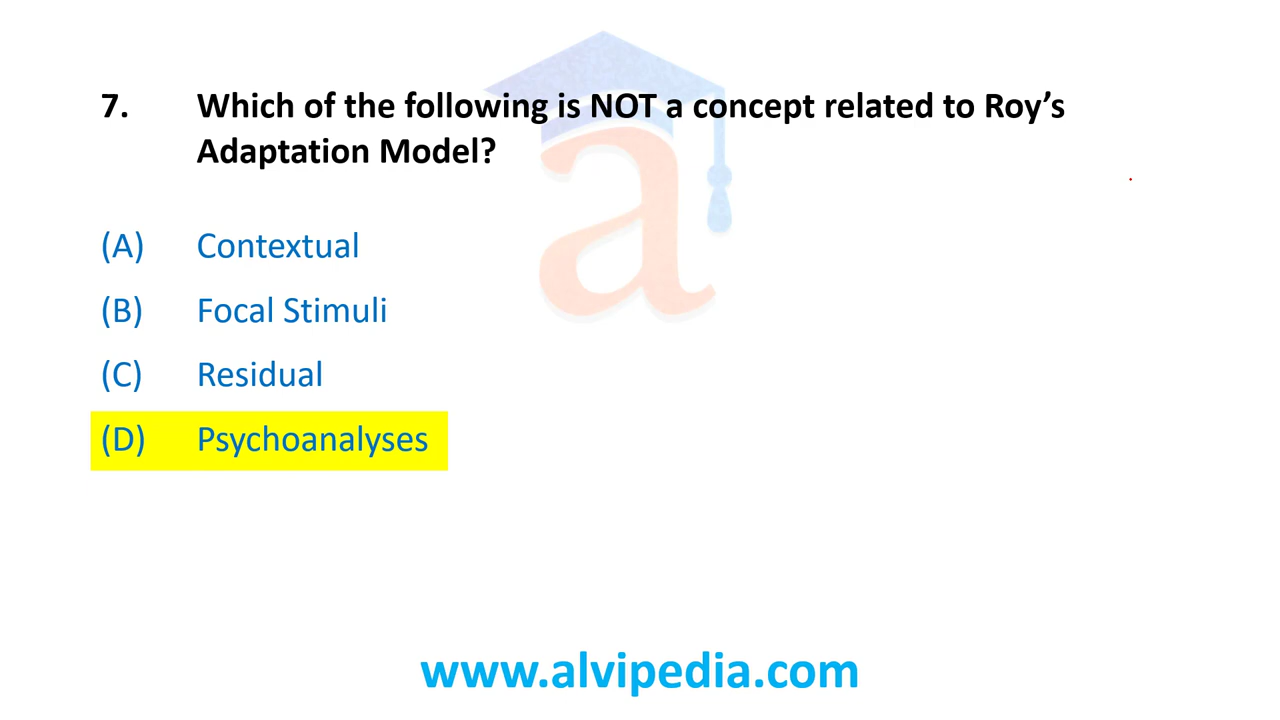 7. Which of the following is NOT a concept related to Roy’s
Adaptation Model?
(A) Contextual
(B) Focal Stimuli
(C) Residual
(D) Psychoanalyses
a
www.alvipedia.com